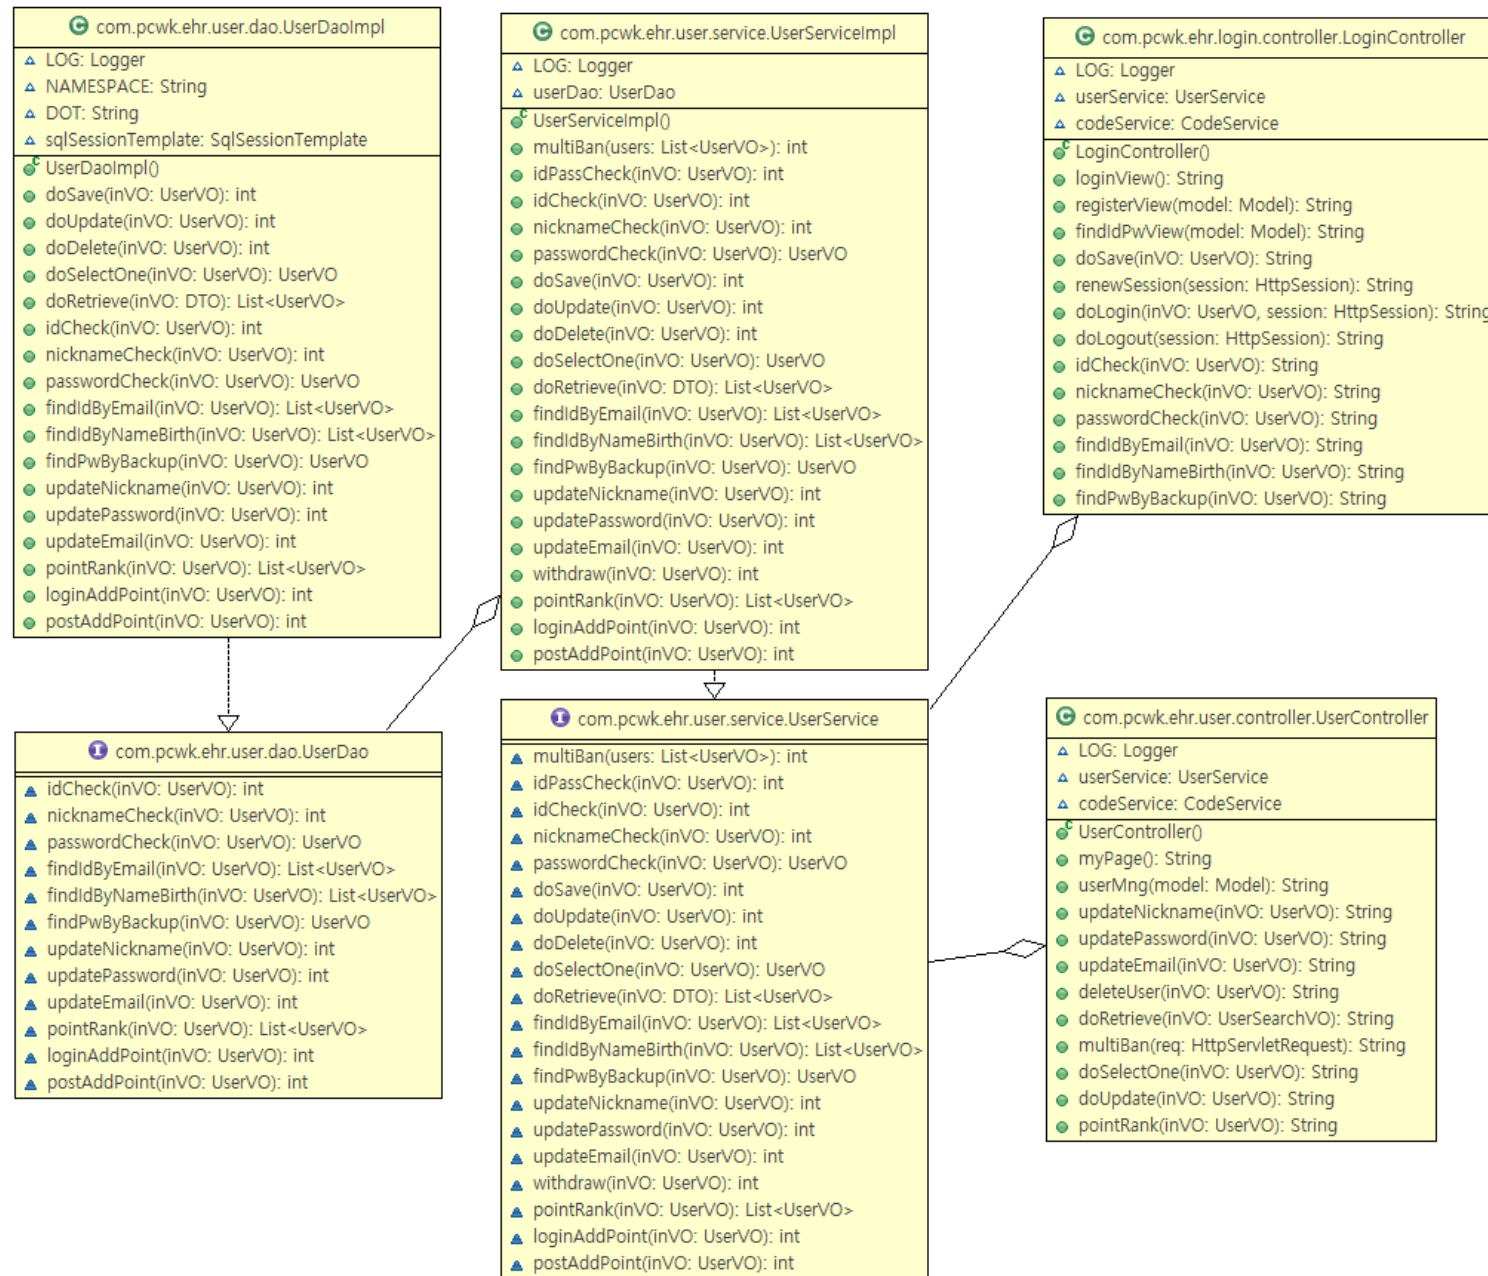 com.pcwk.ehr.user.dao.UserDaoImpl
LOG: Logger
NAMESPACE: String
DOT: String
sqlSessionTemplate: SqlSessionTemplate
UserDaoImpl()
doSave(inVO: UserVO): int
doUpdate(inVO: UserVO): int
doDelete(inVO: UserVO): int
doSelectOne(inVO: UserVO): UserVO
doRetrieve(inVO: DTO): List<UserVO>
idCheck(inVO: UserVO): int
nicknameCheck(inVO: UserVO): int
passwordCheck(inVO: UserVO): UserVO
findIdByEmail(inVO: UserVO): List<UserVO>
findIdByNameBirth(inVO: UserVO): List<UserVO>
findPwByBackup(inVO: UserVO): UserVO
updateNickname(inVO: UserVO): int
updatePassword(inVO: UserVO): int
updateEmail(inVO: UserVO): int
pointRank(inVO: UserVO): List<UserVO>
loginAddPoint(inVO: UserVO): int
postAddPoint(inVO: UserVO): int
com.pcwk.ehr.user.service.UserServiceImpl
LOG: Logger
userDao: UserDao
UserServiceImpl()
multiBan(users: List<UserVO>): int
idPassCheck(inVO: UserVO): int
idCheck(inVO: UserVO): int
nicknameCheck(inVO: UserVO): int
passwordCheck(inVO: UserVO): UserVO
doSave(inVO: UserVO): int
doUpdate(inVO: UserVO): int
doDelete(inVO: UserVO): int
doSelectOne(inVO: UserVO): UserVO
doRetrieve(inVO: DTO): List<UserVO>
findIdByEmail(inVO: UserVO): List<UserVO>
findIdByNameBirth(inVO: UserVO): List<UserVO>
findPwByBackup(inVO: UserVO): UserVO
updateNickname(inVO: UserVO): int
updatePassword(inVO: UserVO): int
updateEmail(inVO: UserVO): int
withdraw(inVO: UserVO): int
pointRank(inVO: UserVO): List<UserVO>
loginAddPoint(inVO: UserVO): int
postAddPoint(inVO: UserVO): int
com.pcwk.ehr.login.controller.LoginController
LOG: Logger
userService: UserService
codeService: CodeService
LoginController()
loginView(): String
registerView(model: Model): String
findIdPwView(model: Model): String
doSave(inVO: UserVO): String
renewSession(session: HttpSession): String
doLogin(inVO: UserVO, session: HttpSession): String
doLogout(session: HttpSession): String
idCheck(inVO: UserVO): String
nicknameCheck(inVO: UserVO): String
passwordCheck(inVO: UserVO): String
findIdByEmail(inVO: UserVO): String
findIdByNameBirth(inVO: UserVO): String
findPwByBackup(inVO: UserVO): String
com.pcwk.ehr.user.dao.UserDao
idCheck(inVO: UserVO): int
nicknameCheck(inVO: UserVO): int
passwordCheck(inVO: UserVO): UserVO
findIdByEmail(inVO: UserVO): List<UserVO>
findIdByNameBirth(inVO: UserVO): List<UserVO>
findPwByBackup(inVO: UserVO): UserVO
updateNickname(inVO: UserVO): int
updatePassword(inVO: UserVO): int
updateEmail(inVO: UserVO): int
pointRank(inVO: UserVO): List<UserVO>
loginAddPoint(inVO: UserVO): int
postAddPoint(inVO: UserVO): int
com.pcwk.ehr.user.service.UserService
multiBan(users: List<UserVO>): int
idPassCheck(inVO: UserVO): int
idCheck(inVO: UserVO): int
nicknameCheck(inVO: UserVO): int
passwordCheck(inVO: UserVO): UserVO
doSave(inVO: UserVO): int
doUpdate(inVO: UserVO): int
doDelete(inVO: UserVO): int
doSelectOne(inVO: UserVO): UserVO
doRetrieve(inVO: DTO): List<UserVO>
findIdByEmail(inVO: UserVO): List<UserVO>
findIdByNameBirth(inVO: UserVO): List<UserVO>
findPwByBackup(inVO: UserVO): UserVO
updateNickname(inVO: UserVO): int
updatePassword(inVO: UserVO): int
updateEmail(inVO: UserVO): int
withdraw(inVO: UserVO): int
pointRank(inVO: UserVO): List<UserVO>
loginAddPoint(inVO: UserVO): int
postAddPoint(inVO: UserVO): int
com.pcwk.ehr.user.controller.UserController
LOG: Logger
userService: UserService
codeService: CodeService
UserController()
myPage(): String
userMng(model: Model): String
updateNickname(inVO: UserVO): String
updatePassword(inVO: UserVO): String
updateEmail(inVO: UserVO): String
deleteUser(inVO: UserVO): String
doRetrieve(inVO: UserSearchVO): String
multiBan(req: HttpServletRequest): String
doSelectOne(inVO: UserVO): String
doUpdate(inVO: UserVO): String
pointRank(inVO: UserVO): String